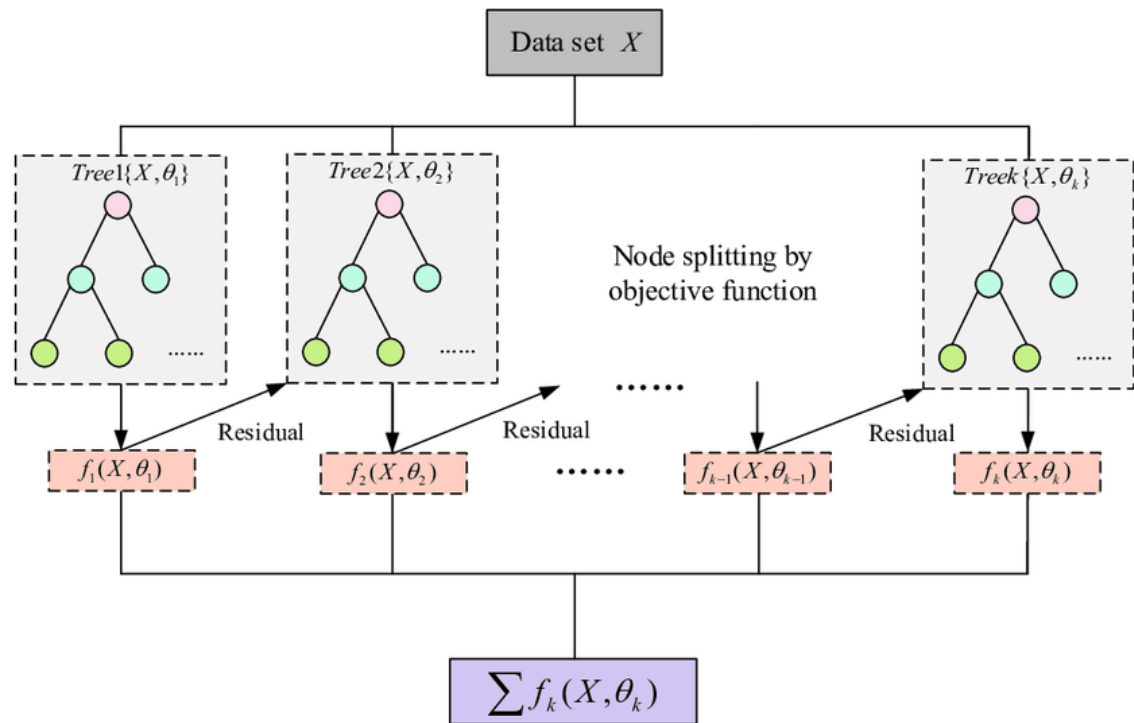 Data set X
Tree1{X,θ₁}
Tree2{X,θ₂}
Treek{X,θₖ}
Node splitting by
objective function
......
......
......
......
Residual
Residual
Residual
f₁(X,θ₁)
f₂(X,θ₂)
......
fₖ₋₁(X,θₖ₋₁)
fₖ(X,θₖ)
∑ fₖ(X,θₖ)